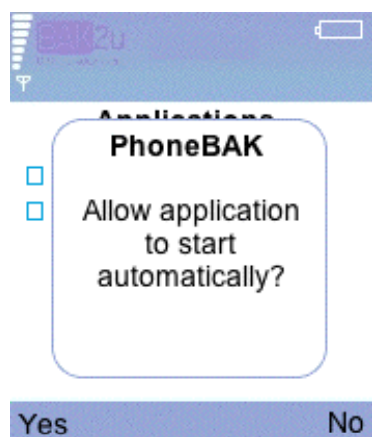 BAK2u
Applications
PhoneBAK
Allow application
to start
automatically?
Yes
No